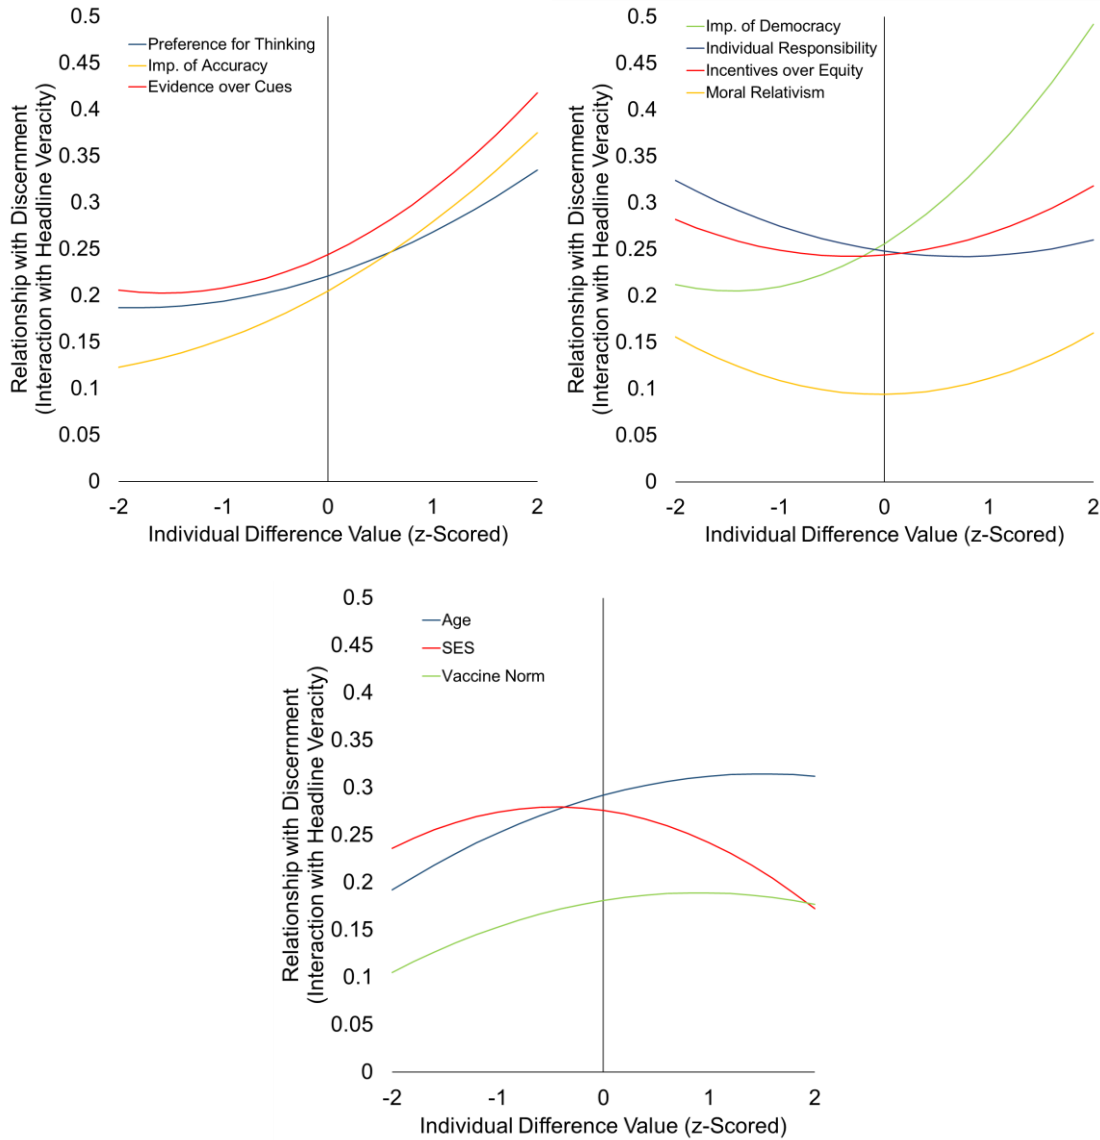 0.5
0.45
0.4
0.35
0.3
0.25
0.2
0.15
0.1
0.05
0
-2
-1
0
1
2
Preference for Thinking
Imp. of Accuracy
Evidence over Cues
Relationship with Discernment
(Interaction with Headline Veracity)
Individual Difference Value (z-Scored)
0.5
0.45
0.4
0.35
0.3
0.25
0.2
0.15
0.1
0.05
0
-2
-1
0
1
2
Imp. of Democracy
Individual Responsibility
Incentives over Equity
Moral Relativism
Relationship with Discernment
(Interaction with Headline Veracity)
Individual Difference Value (z-Scored)
0.5
0.45
0.4
0.35
0.3
0.25
0.2
0.15
0.1
0.05
0
-2
-1
0
1
2
Age
SES
Vaccine Norm
Relationship with Discernment
(Interaction with Headline Veracity)
Individual Difference Value (z-Scored)